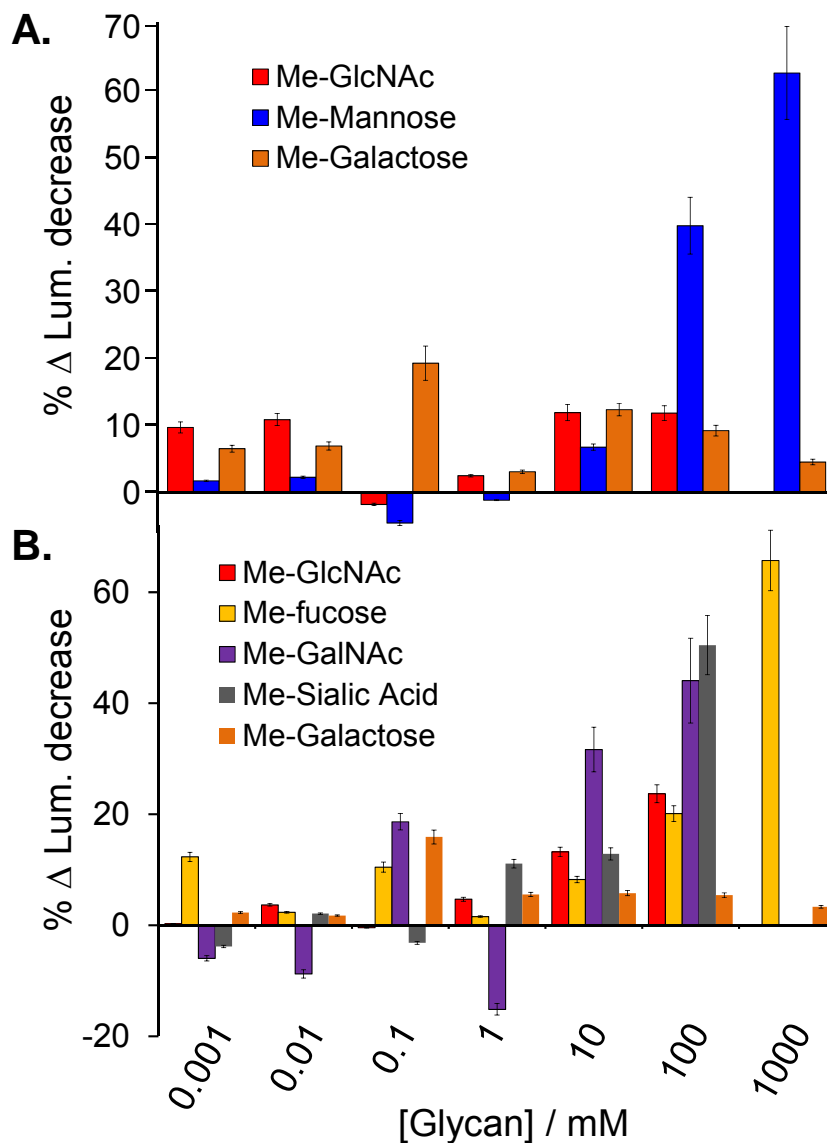 A.
% Δ Lum. decrease
70
60
50
40
30
20
10
0
Me-GlcNAc
Me-Mannose
Me-Galactose
B.
% Δ Lum. decrease
60
40
20
0
-20
Me-GlcNAc
Me-fucose
Me-GalNAc
Me-Sialic Acid
Me-Galactose
0.001
0.01
0.1
1
10
100
1000
[Glycan] / mM